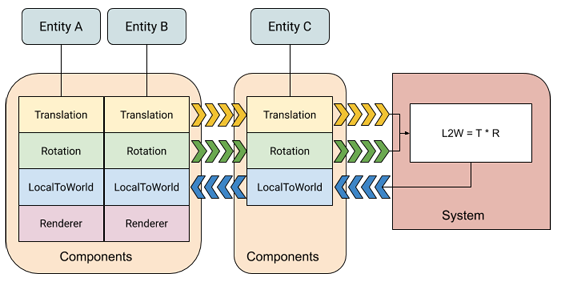 Entity A
Entity B
Entity C
Translation
Translation
Translation
Rotation
Rotation
Rotation
L2W = T * R
LocalToWorld
LocalToWorld
LocalToWorld
Renderer
Renderer
System
Components
Components